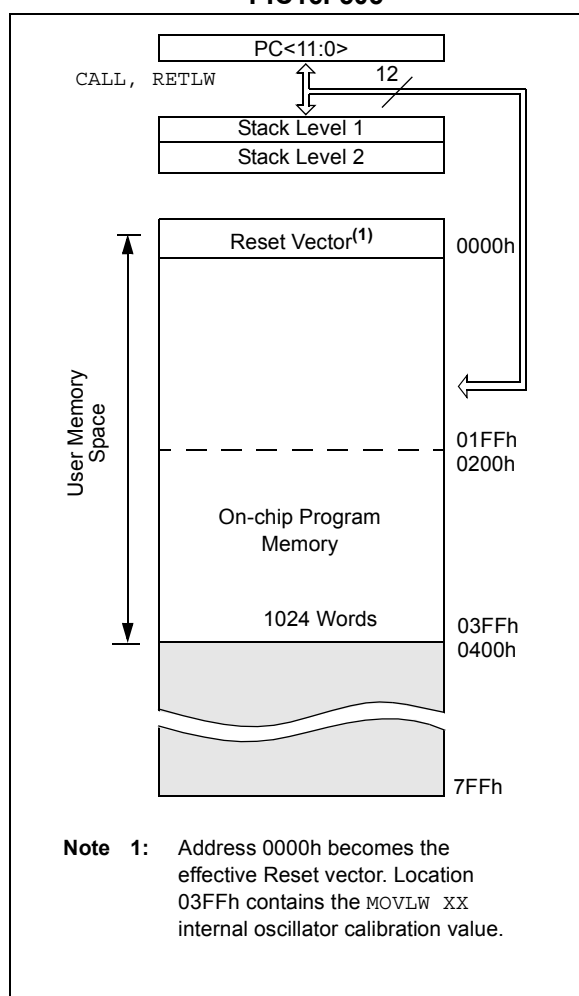 PC<11:0>
CALL, RETLW
12
Stack Level 1
Stack Level 2
Reset Vector(1)
0000h
User Memory
Space
01FFh
0200h
On-chip Program
Memory
1024 Words
03FFh
0400h
7FFh
Note 1: Address 0000h becomes the
effective Reset vector. Location
03FFh contains the MOVLW XX
internal oscillator calibration value.